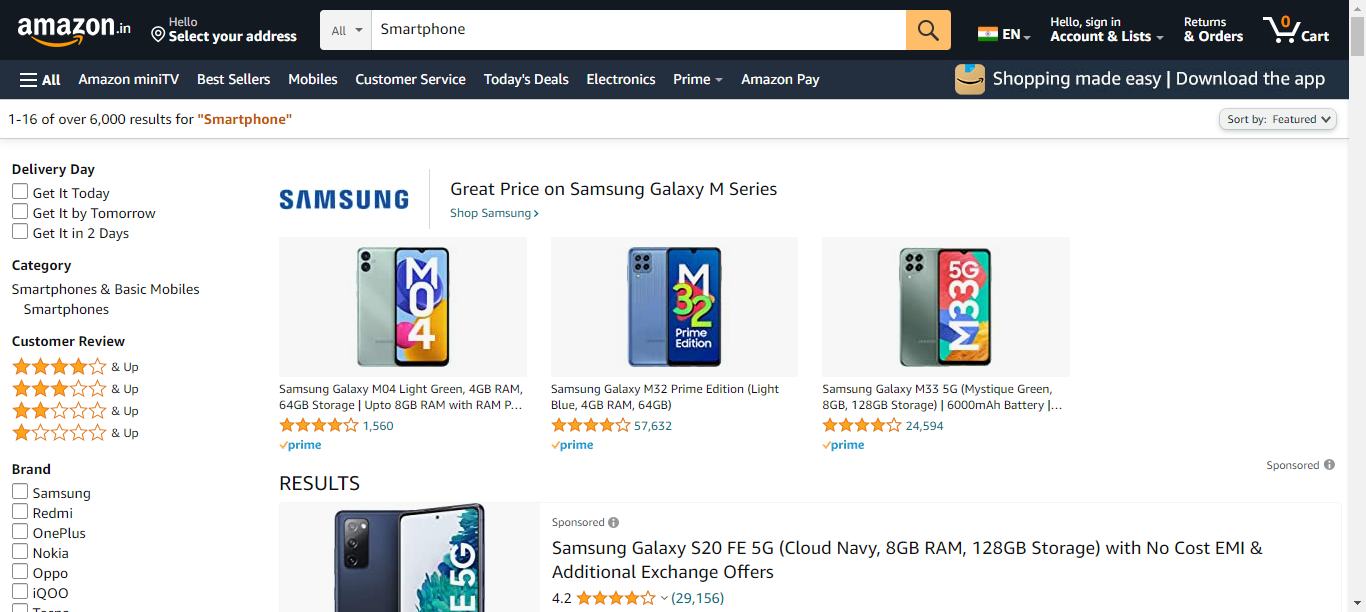 amazon.in
Hello
Select your address
All
Smartphone
EN
Hello, sign in
Account & Lists
Returns
& Orders
0
Cart
All
Amazon miniTV
Best Sellers
Mobiles
Customer Service
Today's Deals
Electronics
Prime
Amazon Pay
Shopping made easy | Download the app
1-16 of over 6,000 results for "Smartphone"
Sort by: Featured
Delivery Day
Get It Today
Get It by Tomorrow
Get It in 2 Days
Category
Smartphones & Basic Mobiles
Smartphones
Customer Review
& Up
& Up
& Up
& Up
Brand
Samsung
Redmi
OnePlus
Nokia
Oppo
iQOO
SAMSUNG
Great Price on Samsung Galaxy M Series
Shop Samsung
M04
Samsung Galaxy M04 Light Green, 4GB RAM,
64GB Storage | Upto 8GB RAM with RAM P...
1,560
prime
M32
Prime
Edition
Samsung Galaxy M32 Prime Edition (Light
Blue, 4GB RAM, 64GB)
57,632
prime
M33 5G
Samsung Galaxy M33 5G (Mystique Green,
8GB, 128GB Storage) | 6000mAh Battery |...
24,594
prime
Sponsored
RESULTS
E 5G
Sponsored
Samsung Galaxy S20 FE 5G (Cloud Navy, 8GB RAM, 128GB Storage) with No Cost EMI &
Additional Exchange Offers
4.2
(29,156)